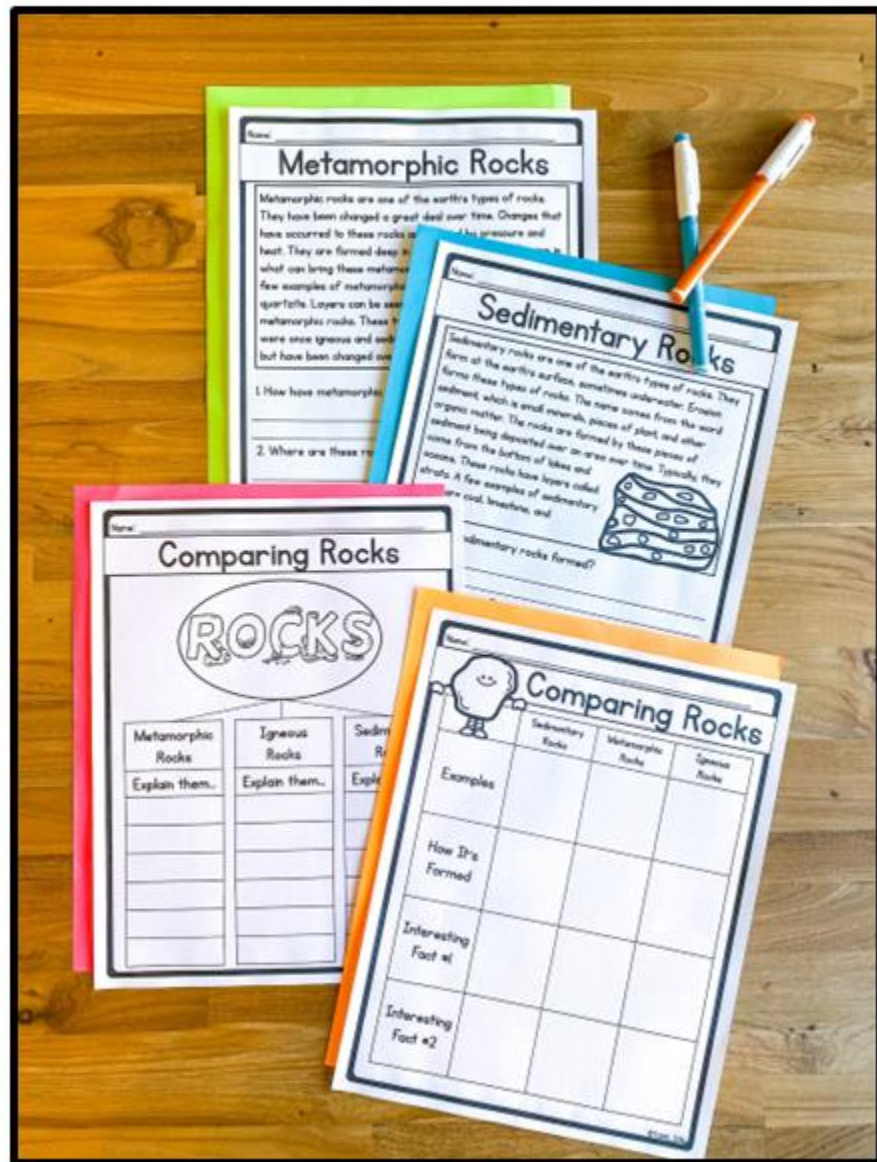 Name:
Metamorphic Rocks
Metamorphic rocks are one of the earth's types of rocks.
They have been changed a great deal over time. Changes that
have occurred to these rocks are by pressure and
heat. They are formed deep
what can bring these
few examples of
quartzite. Layers can be
metamorphic rocks. These
were once igneous and
but have been changed
1. How have metamorphic
2. Where are these
Name:
Sedimentary Rocks
Sedimentary rocks are one of the earth's types of rocks. They
form at the earth's surface, sometimes underwater. Erosion
forms these types of rocks. The name comes from the word
sediment, which is small minerals, pieces of plant, and other
organic matter. The rocks are formed by these pieces of
sediment being deposited over an area over time. Typically, they
come from the bottom of lakes and
oceans. These rocks have layers called
strata. A few examples of sedimentary
are coal, limestone, and
rocks formed?
Name:
Comparing Rocks
ROCKS
Metamorphic
Rocks
Explain them...
Igneous
Rocks
Explain them...
Name:
Comparing Rocks
Sedimentary
Rocks
Metamorphic
Rocks
Igneous
Rocks
Examples
How It's
Formed
Interesting
Fact #1
Interesting
Fact #2